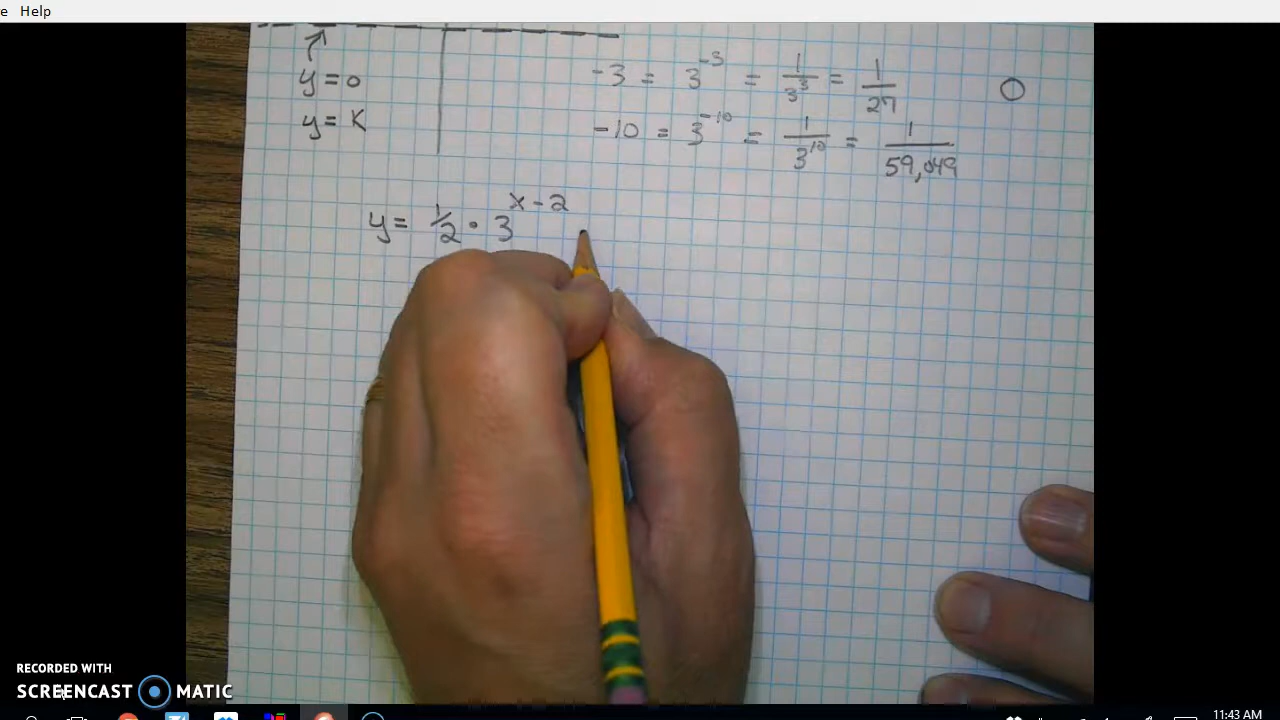 e Help
y = 0
y = K
-3 = 3^-3 = 1/3^3 = 1/27 0
-10 = 3^-10 = 1/3^10 = 1/59,049
y = 1/2 · 3^x-2
RECORDED WITH
SCREENCAST MATIC
11:43 AM